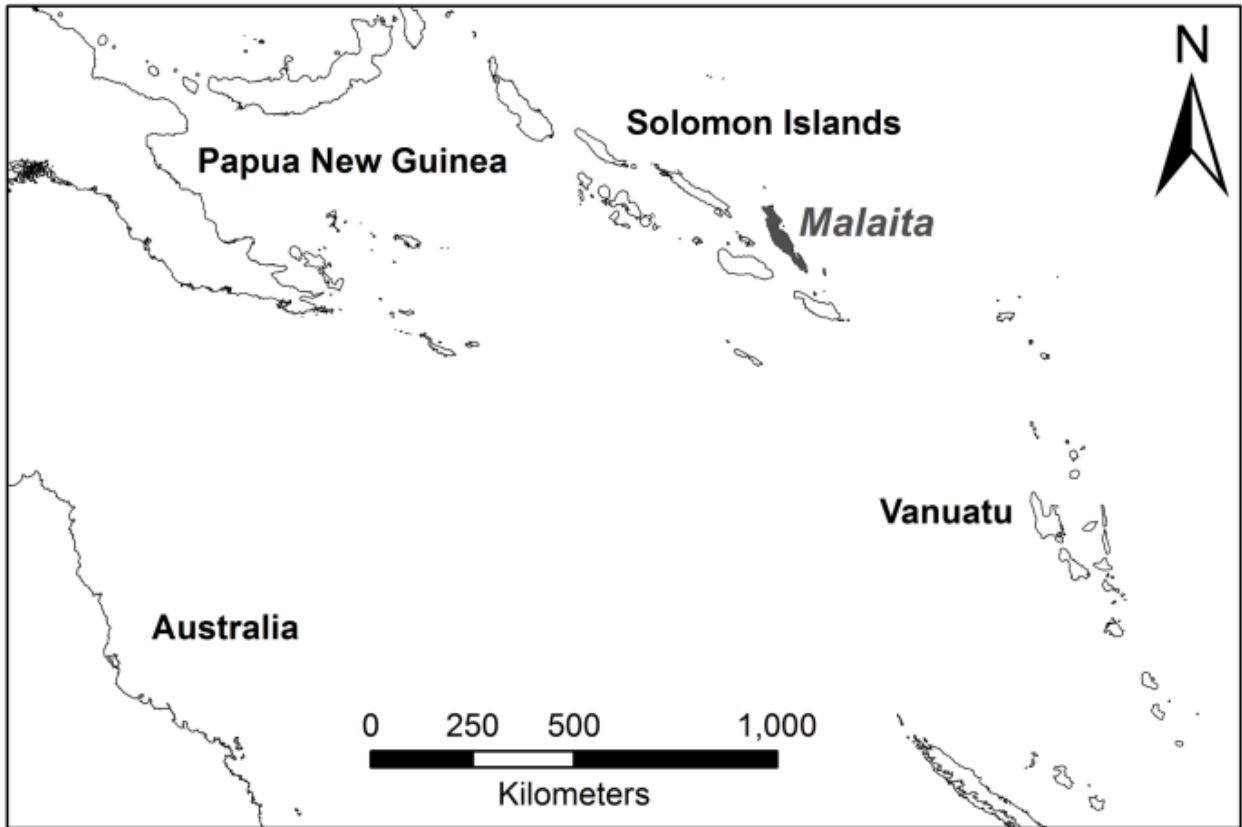 N
Solomon Islands
Papua New Guinea
Malaita
Vanuatu
Australia
0 250 500 1,000
Kilometers